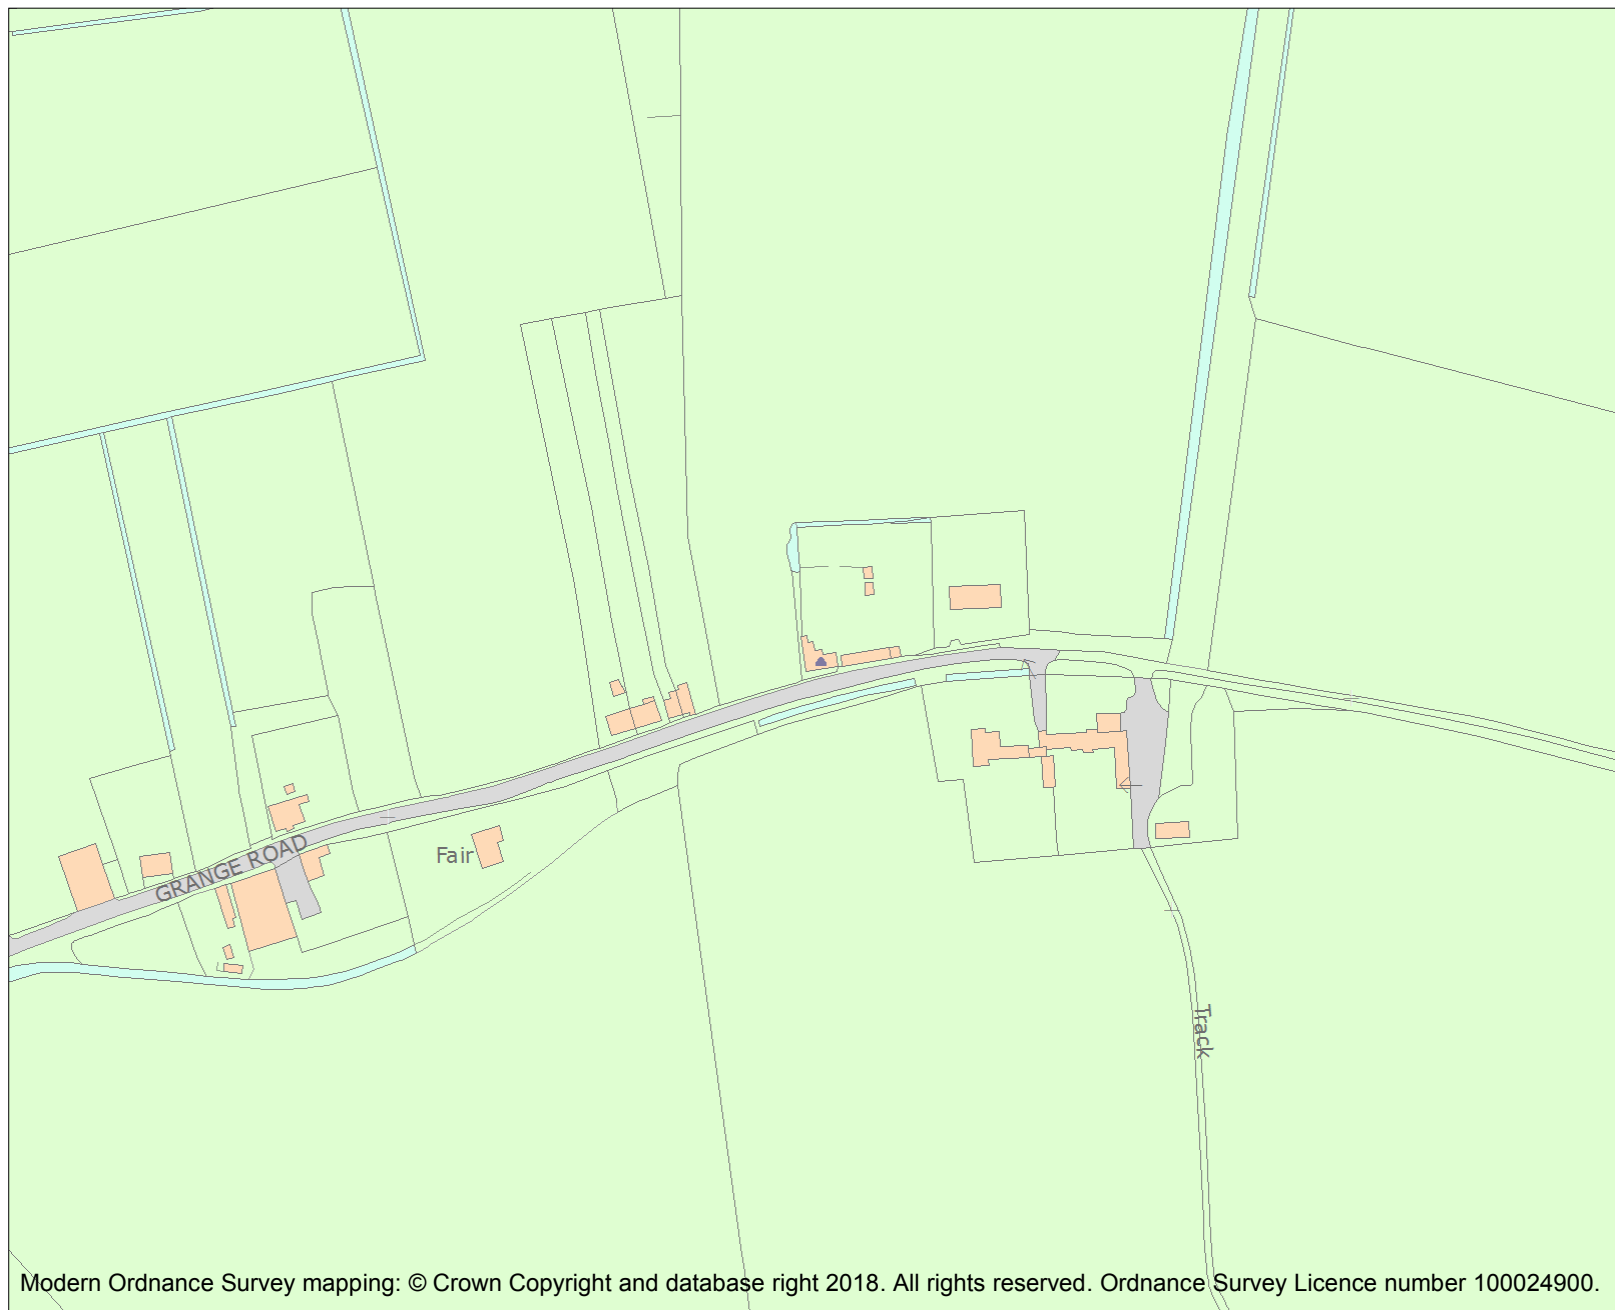 GRANGE ROAD
Fair
Track
Modern Ordnance Survey mapping: © Crown Copyright and database right 2018. All rights reserved. Ordnance Survey Licence number 100024900.